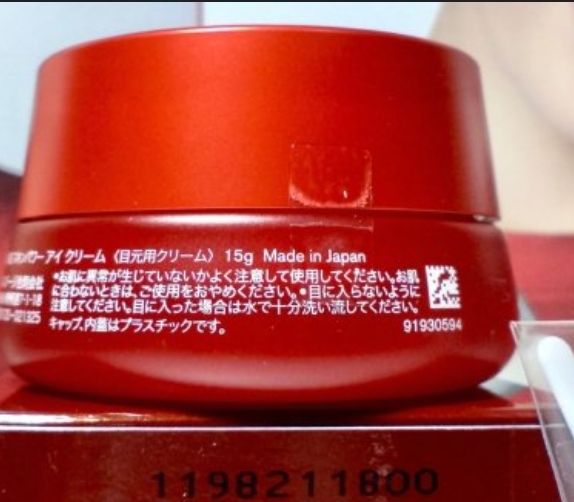 キンパワー アイ クリーム〈目元用クリーム〉 15g Made in Japan
•お肌に異常が生じていないかよく注意して使用してください。お肌
に合わないときは、ご使用をおやめください。•目に入らないように
1-18 注意してください。目に入った場合は水で十分洗い流してください。
021325 キャップ、内蓋はプラスチックです。
91930594
1198211800